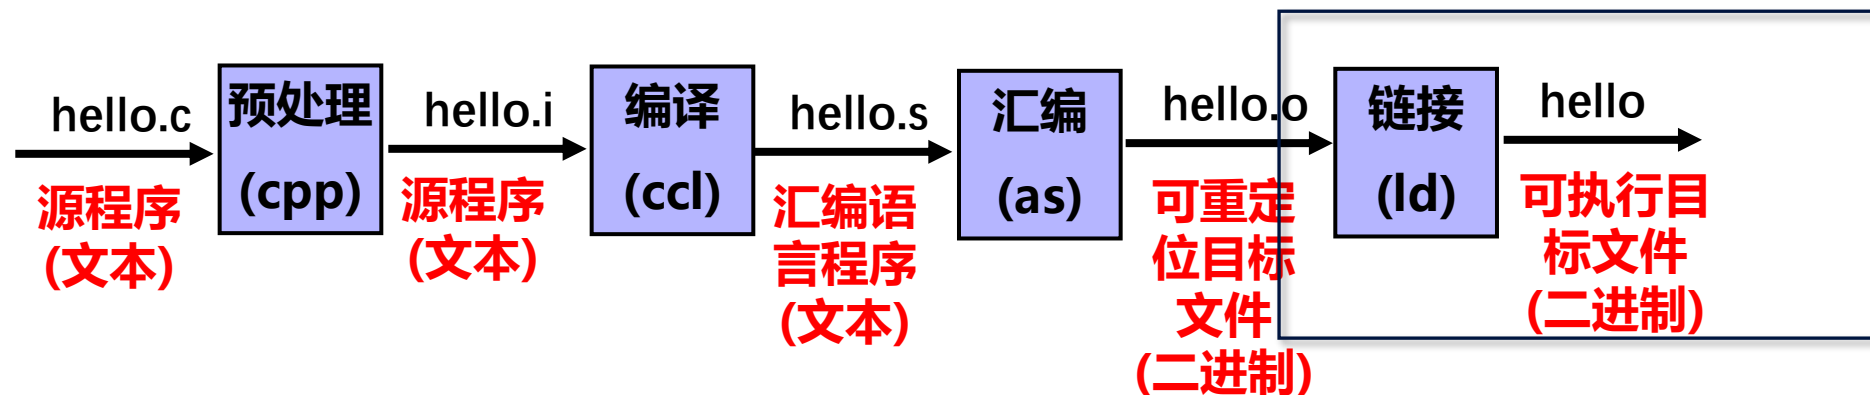 hello.c
源程序
(文本)
预处理
(cpp)
hello.i
源程序
(文本)
编译
(ccl)
hello.s
汇编语
言程序
(文本)
汇编
(as)
hello.o
可重定
位目标
文件
(二进制)
链接
(ld)
hello
可执行目
标文件
(二进制)